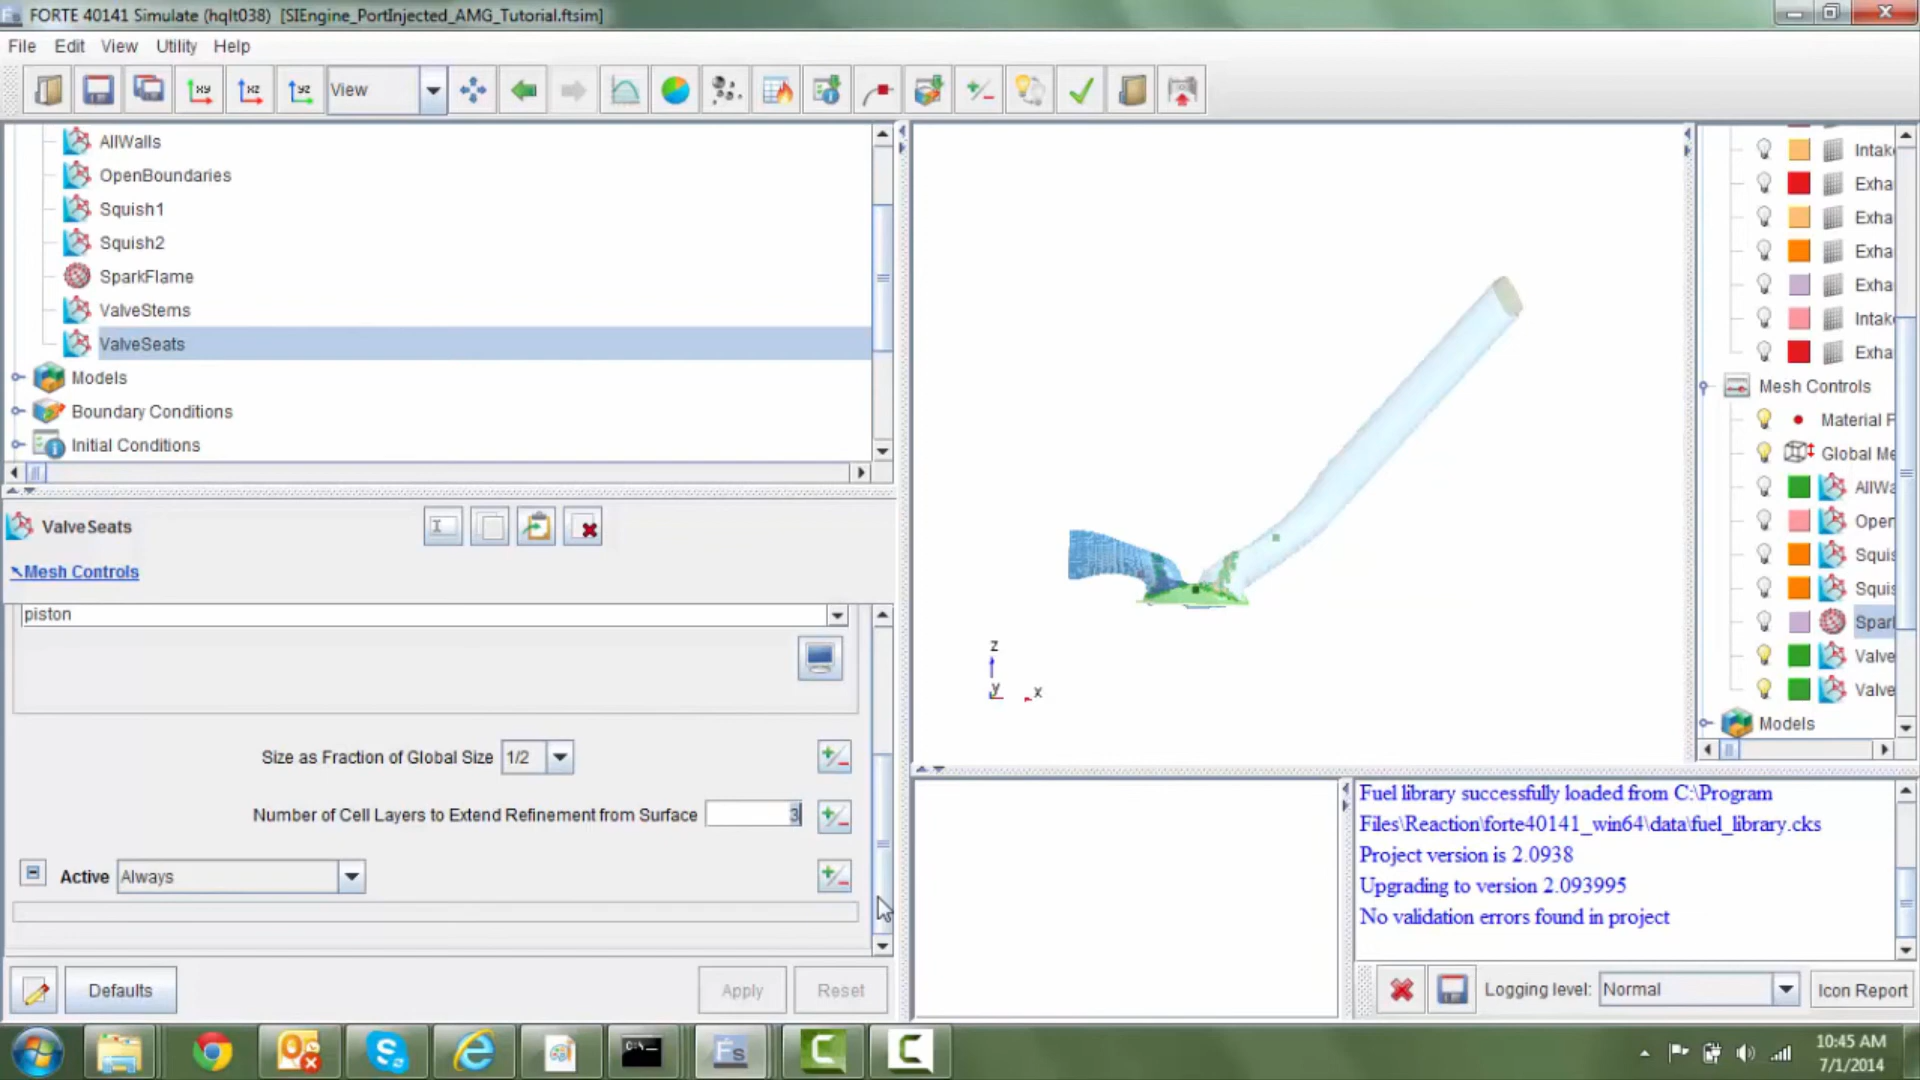 FORTE 40141 Simulate (hqlt038) [SIEngine_PortInjected_AMG_Tutorial.ftsim]
File Edit View Utility Help
xy xz yz View
AllWalls
OpenBoundaries
Squish1
Squish2
SparkFlame
ValveStems
ValveSeats
Models
Boundary Conditions
Initial Conditions
ValveSeats
Mesh Controls
piston
Size as Fraction of Global Size 1/2
Number of Cell Layers to Extend Refinement from Surface 3
Active Always
Defaults Apply Reset
z
y x
Intak
Exha
Exha
Exha
Exha
Intak
Exha
Mesh Controls
Material F
Global Me
AllWa
Open
Squis
Squis
Spar
Valve
Valve
Models
Fuel library successfully loaded from C:\Program
Files\Reaction\forte40141_win64\data\fuel_library.cks
Project version is 2.0938
Upgrading to version 2.093995
No validation errors found in project
Logging level: Normal Icon Report
Fs
10:45 AM
7/1/2014